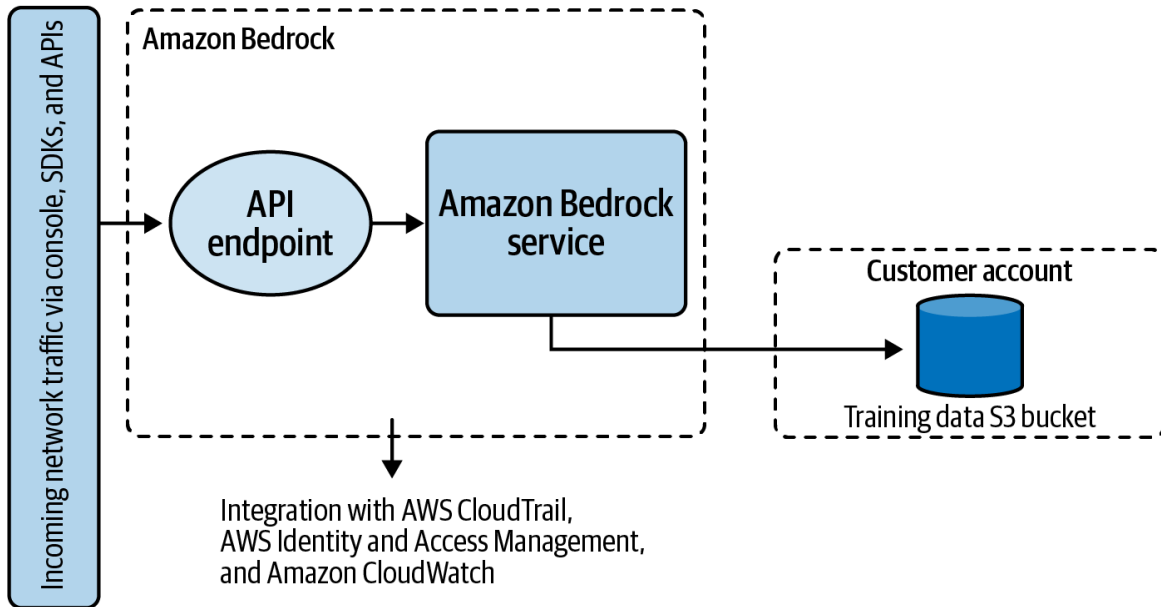 Incoming network traffic via console, SDKs, and APIs
Amazon Bedrock
API
endpoint
Amazon Bedrock
service
Customer account
Training data S3 bucket
Integration with AWS CloudTrail,
AWS Identity and Access Management,
and Amazon CloudWatch